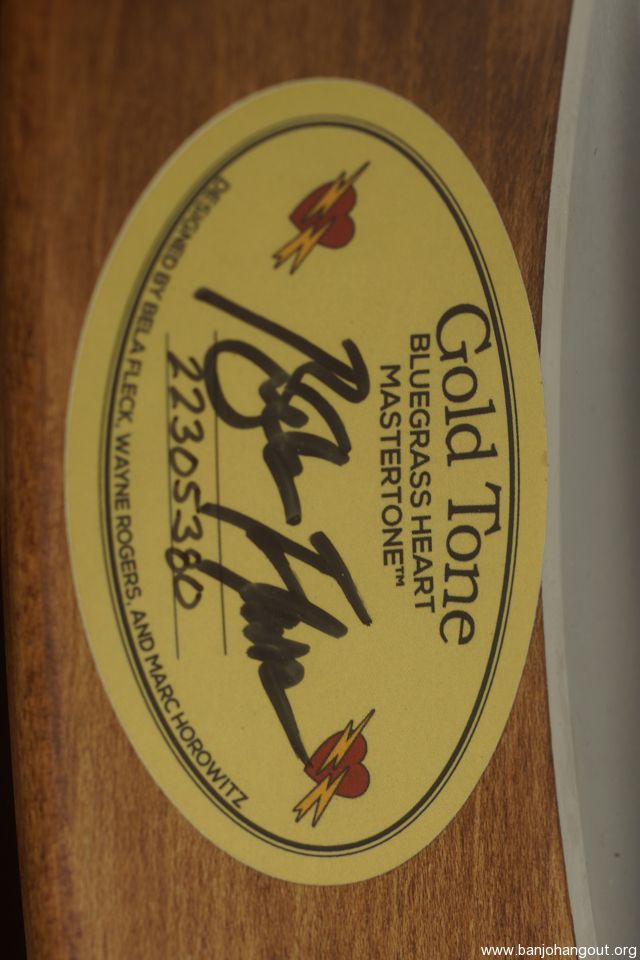 Gold Tone
BLUEGRASS HEART
MASTERTONE™
Béla Fleck
22305380
DESIGNED BY BELA FLECK, WAYNE ROGERS, AND MARC HOROWITZ
www.banjohangout.org